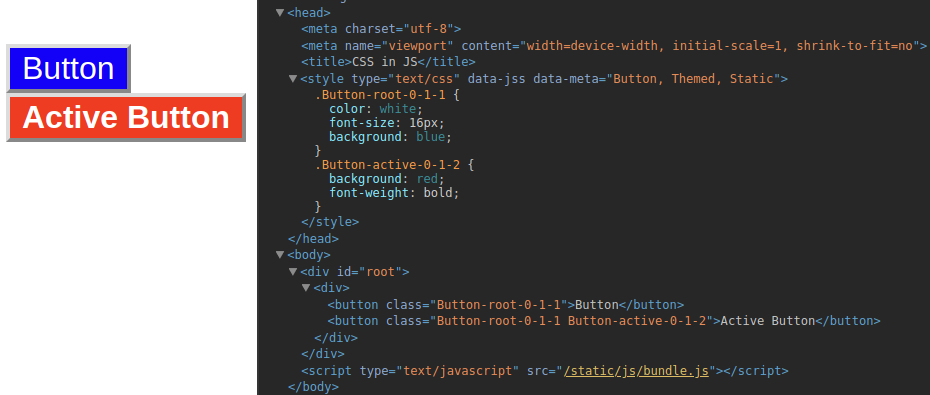 Button
Active Button
<head>
<meta charset="utf-8">
<meta name="viewport" content="width=device-width, initial-scale=1, shrink-to-fit=no">
<title>CSS in JS</title>
<style type="text/css" data-jss data-meta="Button, Themed, Static">
.Button-root-0-1-1 {
color: white;
font-size: 16px;
background: blue;
}
.Button-active-0-1-2 {
background: red;
font-weight: bold;
}
</style>
</head>
<body>
<div id="root">
<div>
<button class="Button-root-0-1-1">Button</button>
<button class="Button-root-0-1-1 Button-active-0-1-2">Active Button</button>
</div>
</div>
<script type="text/javascript" src="/static/js/bundle.js"></script>
</body>